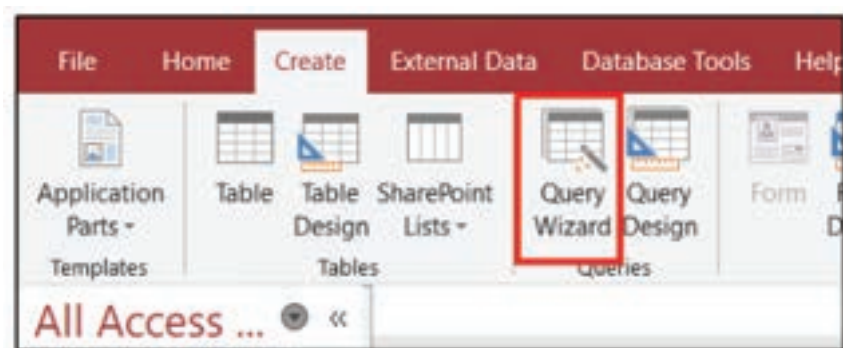 File Home Create External Data Database Tools Help
Application Parts
Table
Table Design
SharePoint Lists
Query Wizard
Query Design
Form
Templates Tables Queries
All Access ... «